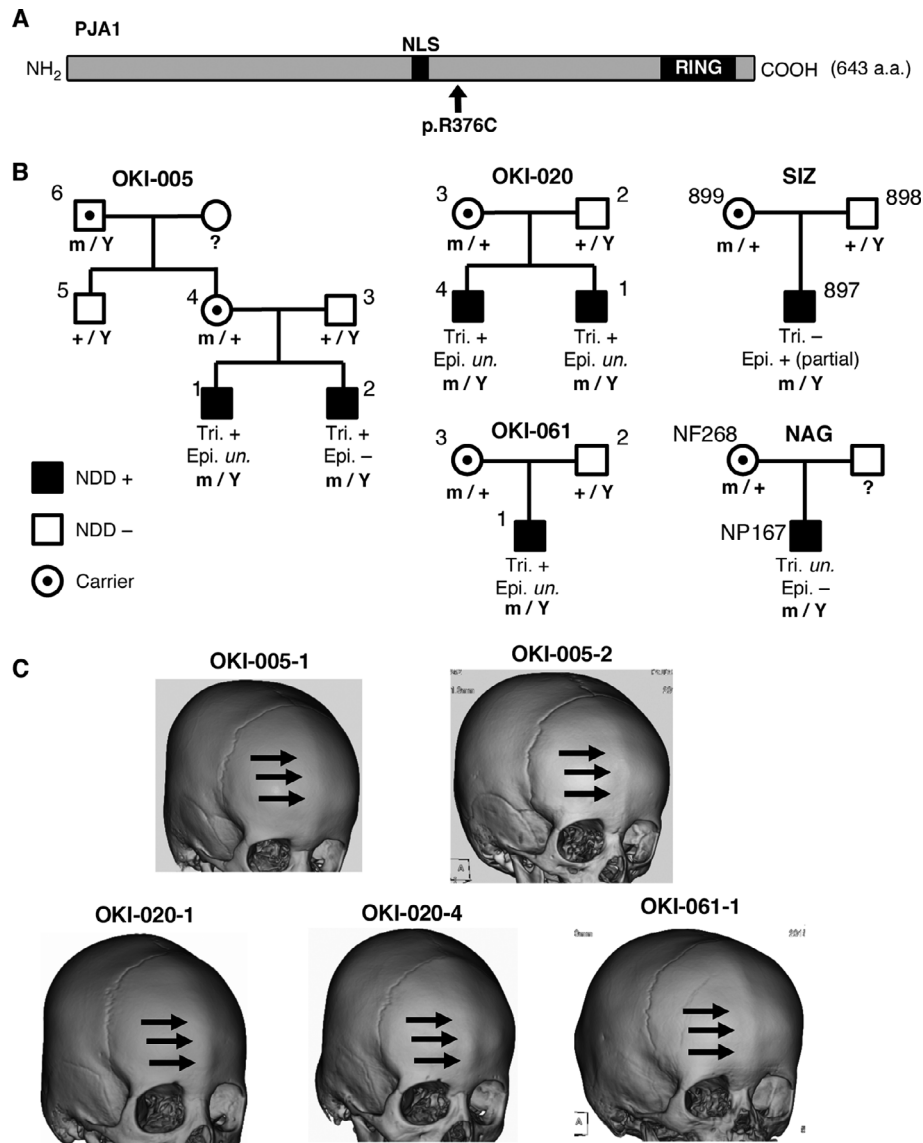 A
PJA1
NLS
NH2
RING
COOH (643 a.a.)
p.R376C
B
OKI-005
6
m / Y
?
5
+ / Y
4
m / +
3
+ / Y
1
Tri. +
Epi. un.
m / Y
2
Tri. +
Epi. –
m / Y
NDD +
NDD –
Carrier
OKI-020
3
m / +
2
+ / Y
4
Tri. +
Epi. un.
m / Y
1
Tri. +
Epi. un.
m / Y
SIZ
899
m / +
898
+ / Y
897
Tri. –
Epi. + (partial)
m / Y
OKI-061
3
m / +
2
+ / Y
1
Tri. +
Epi. un.
m / Y
NAG
NF268
m / +
?
NP167
Tri. un.
Epi. –
m / Y
C
OKI-005-1
OKI-005-2
A
OKI-020-1
OKI-020-4
OKI-061-1
A